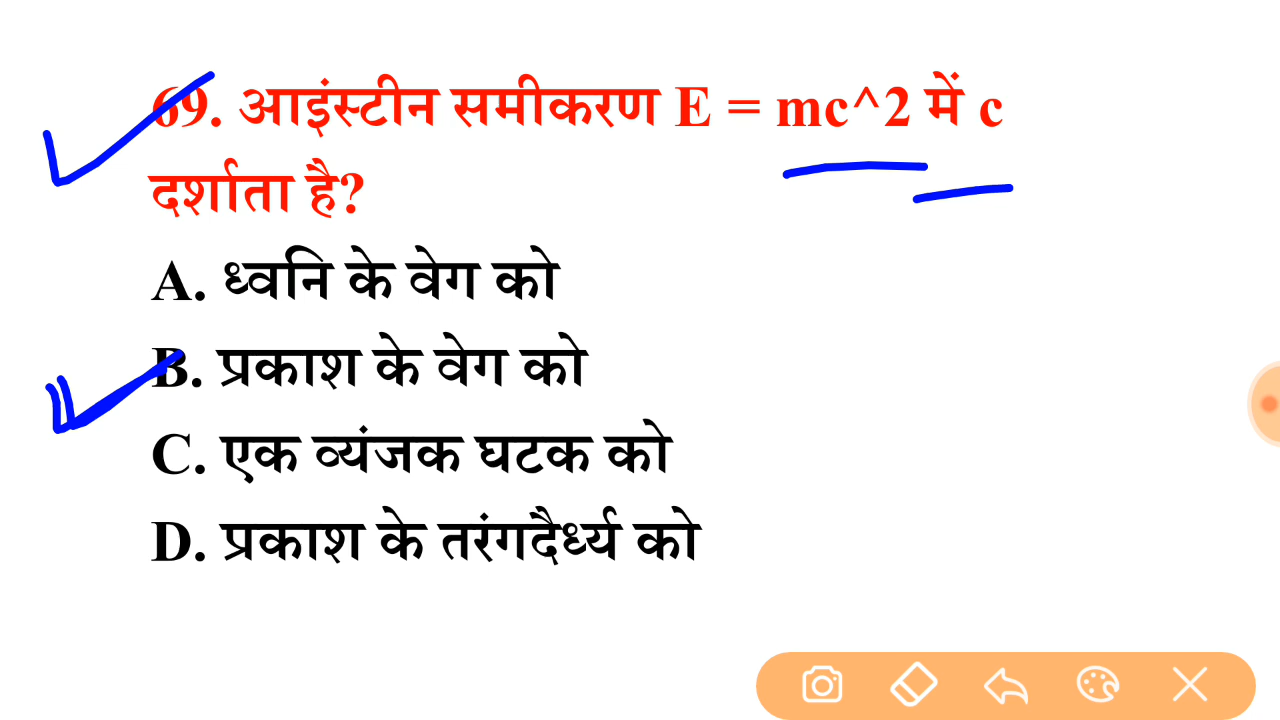 69. आइंस्टीन समीकरण E = mc^2 में c
दर्शाता है?
A. ध्वनि के वेग को
B. प्रकाश के वेग को
C. एक व्यंजक घटक को
D. प्रकाश के तरंगदैर्ध्य को